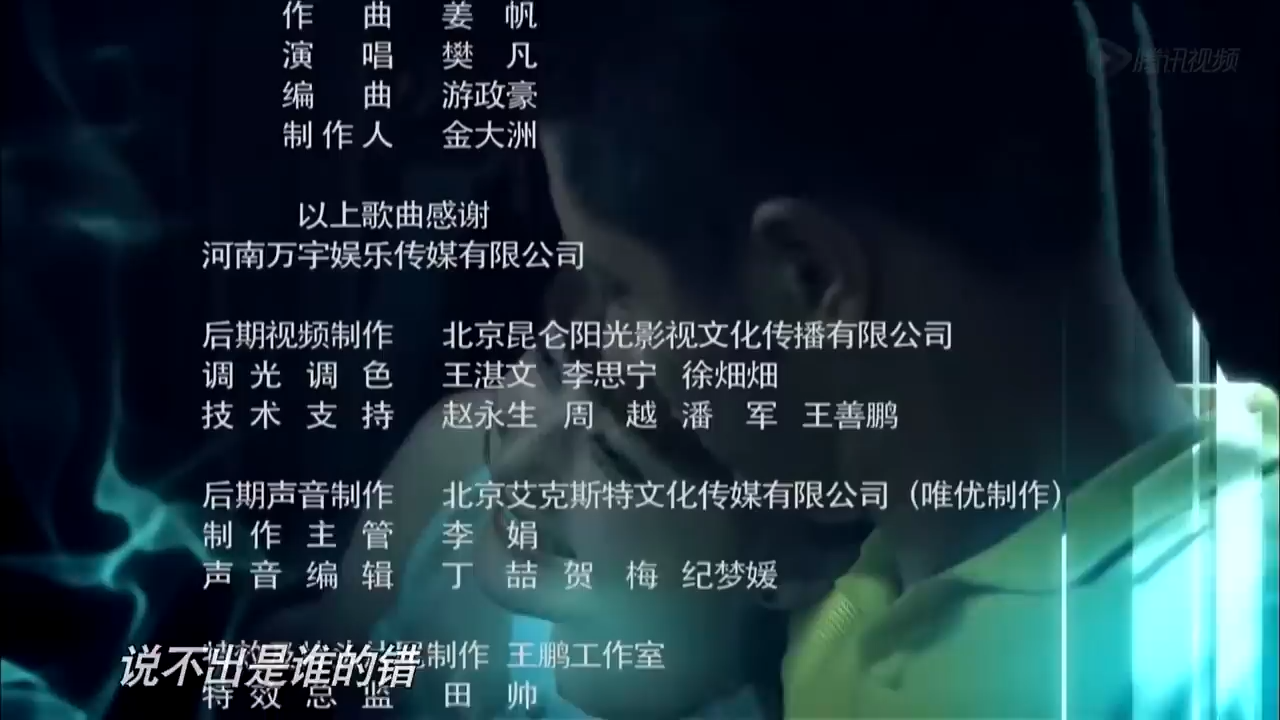 作曲 姜帆
腾讯视频
演唱 樊凡
编曲 游政豪
制作人 金大洲
以上歌曲感谢
河南万宇娱乐传媒有限公司
后期视频制作 北京昆仑阳光影视文化传播有限公司
调光调色 王湛文 李思宁 徐畑畑
技术支持 赵永生 周越 潘军 王善鹏
后期声音制作 北京艾克斯特文化传媒有限公司（唯优制作）
制作主管 李娟
声音编辑 丁喆 贺梅 纪梦媛
制作 王鹏工作室
说不出是谁的错
特效总监 田帅